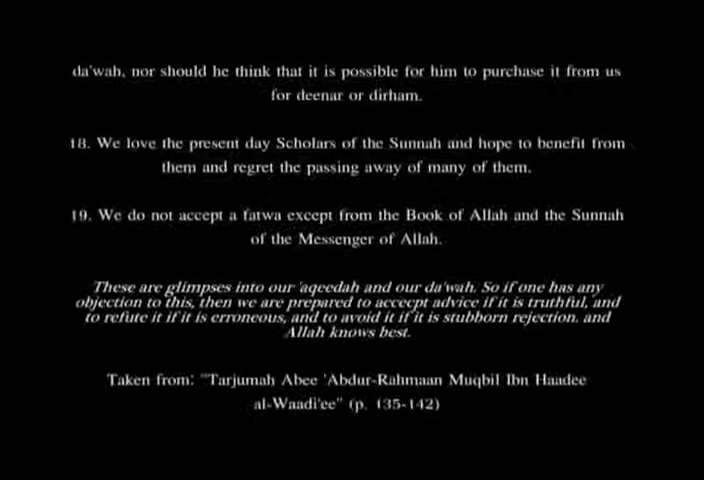 da'wah, nor should he think that it is possible for him to purchase it from us
for deenar or dirham.
18. We love the present day Scholars of the Sunnah and hope to benefit from
them and regret the passing away of many of them.
19. We do not accept a fatwa except from the Book of Allah and the Sunnah
of the Messenger of Allah.
These are glimpses into our 'aqeedah and our da'wah. So if one has any
objection to this, then we are prepared to accecpt advice if it is truthful, and
to refute it if it is erroneous, and to avoid it if it is stubborn rejection. and
Allah knows best.
Taken from: "Tarjumah Abee 'Abdur-Rahmaan Muqbil Ibn Haadee
al-Waadi'ee" (p. 135-142)